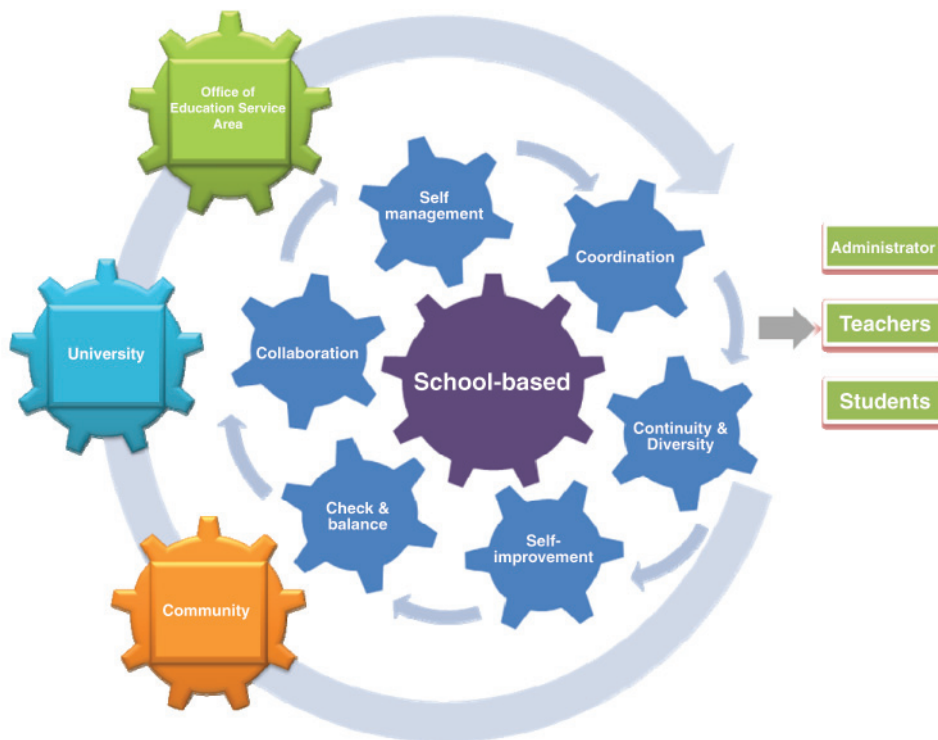 Office of
Education Service
Area
Self
management
Coordination
Administrator
University
Collaboration
School-based
Teachers
Students
Continuity &
Diversity
Check &
balance
Self-
improvement
Community